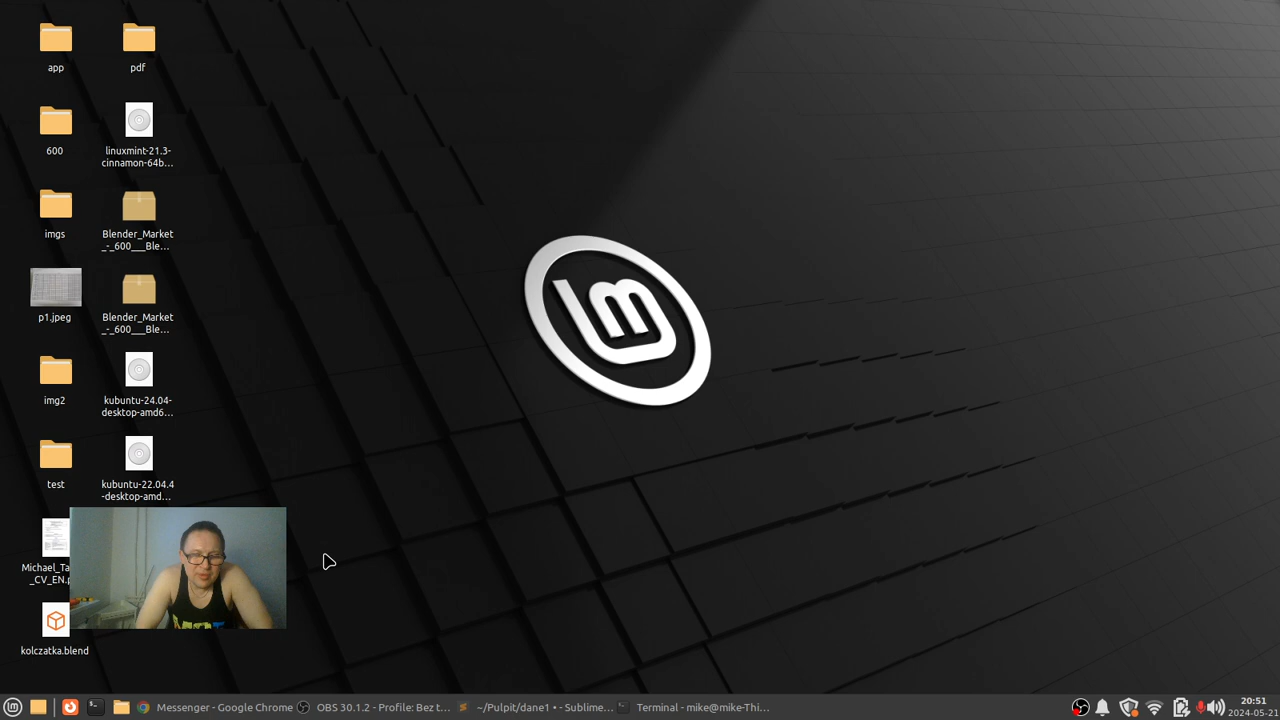 app
pdf
600
linuxmint-21.3-
cinnamon-64b...
imgs
Blender_Market
_-_600___Ble...
p1.jpeg
Blender_Market
_-_600___Ble...
img2
kubuntu-24.04-
desktop-amd6...
test
kubuntu-22.04.4
-desktop-amd...
Michael_Ta
_CV_EN.p
kolczatka.blend
Messenger - Google Chrome
OBS 30.1.2 - Profile: Bez t...
~/Pulpit/dane1 • - Sublime...
Terminal - mike@mike-Thi...
20:51
2024-05-21